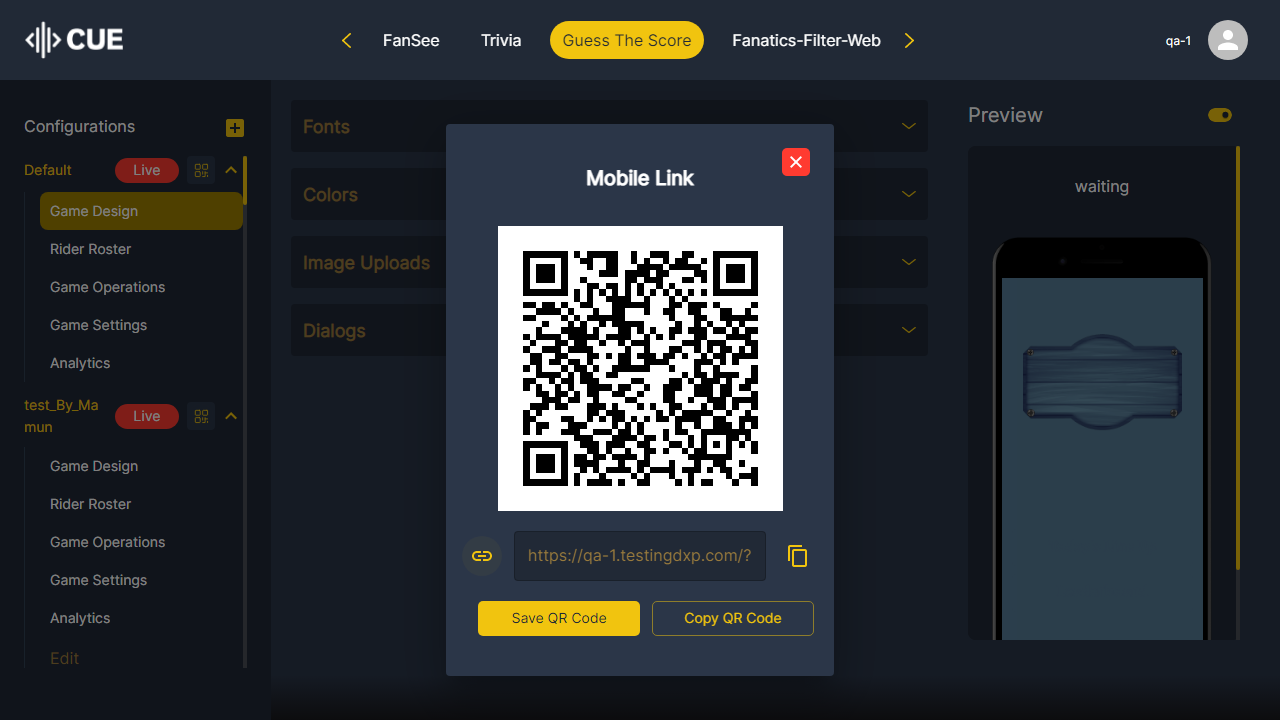 CUE
FanSee
Trivia
Guess The Score
Fanatics-Filter-Web
qa-1
Configurations
Default
Live
Game Design
Rider Roster
Game Operations
Game Settings
Analytics
test_By_Ma
mun
Live
Game Design
Rider Roster
Game Operations
Game Settings
Analytics
Edit
Fonts
Colors
Image Uploads
Dialogs
Mobile Link
https://qa-1.testingdxp.com/?
Save QR Code
Copy QR Code
Preview
waiting